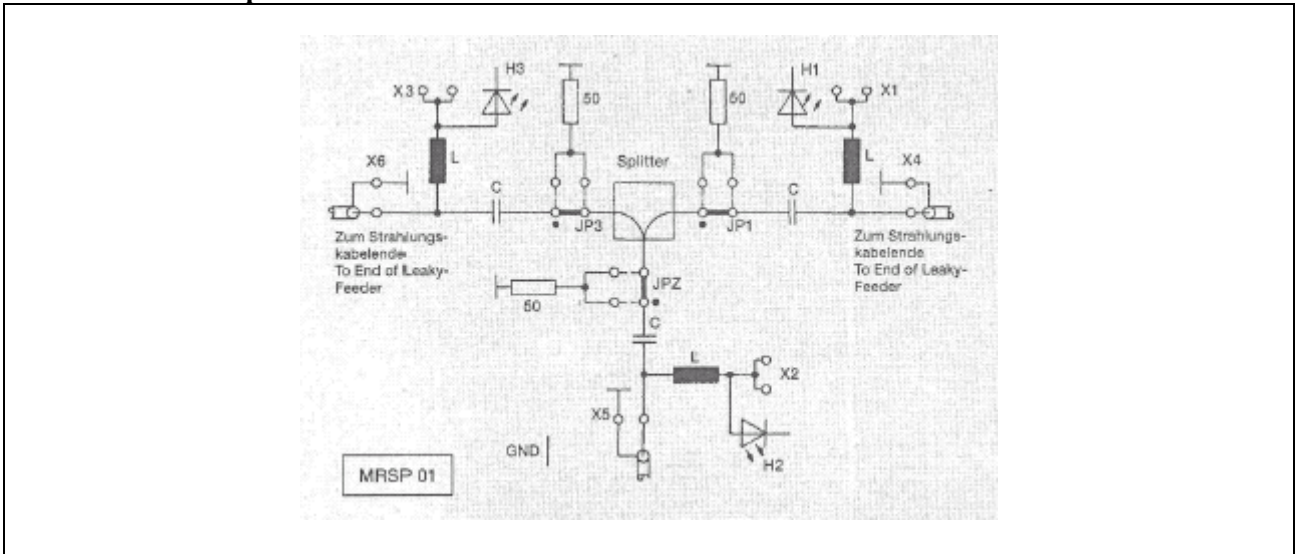 H3
H1
X3
50
50
X1
L
Splitter
L
X6
X4
C
C
JP3
JP1
Zum Strahlungs-
kabelende
To End of Leaky-
Feeder
Zum Strahlungs-
kabelende
To End of Leaky-
Feeder
JPZ
50
C
L
X2
X5
GND
H2
MRSP 01